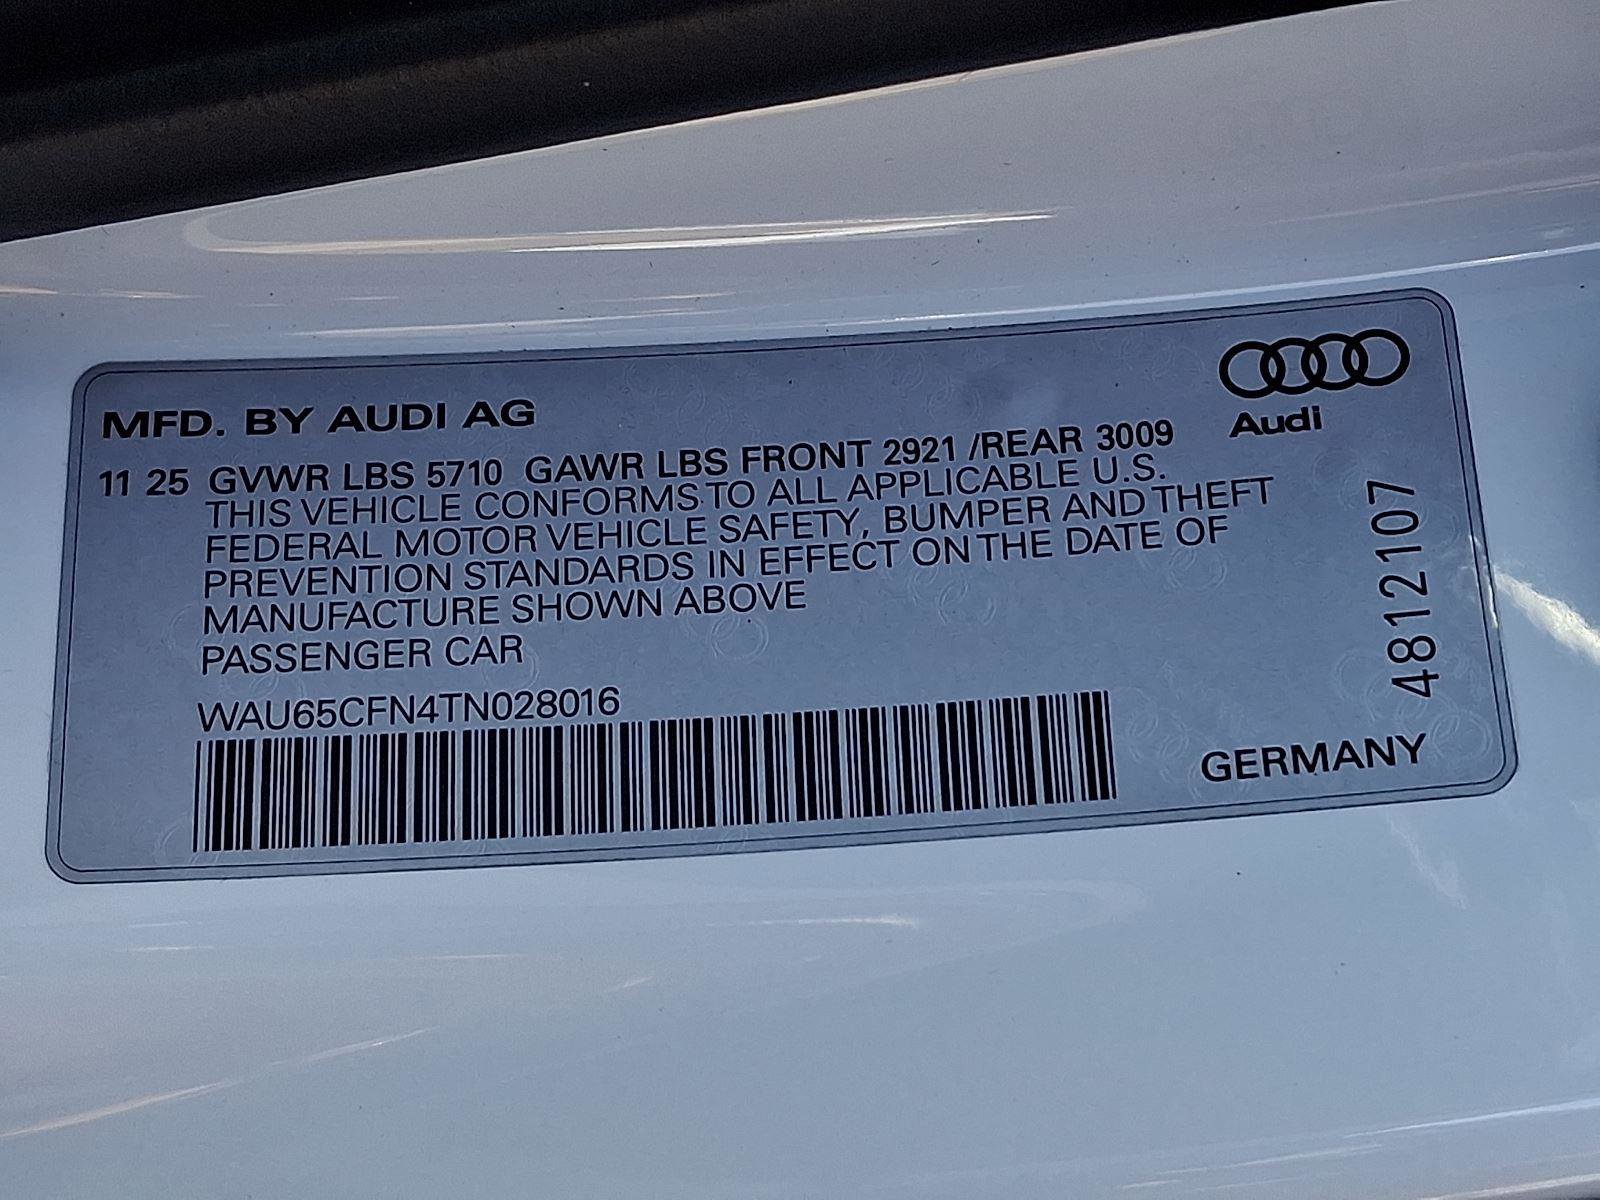 MFD. BY AUDI AG
Audi
11 25 GVWR LBS 5710 GAWR LBS FRONT 2921 /REAR 3009
THIS VEHICLE CONFORMS TO ALL APPLICABLE U.S.
FEDERAL MOTOR VEHICLE SAFETY, BUMPER AND THEFT
PREVENTION STANDARDS IN EFFECT ON THE DATE OF
MANUFACTURE SHOWN ABOVE
PASSENGER CAR
WAU65CFN4TN028016
4812107
GERMANY